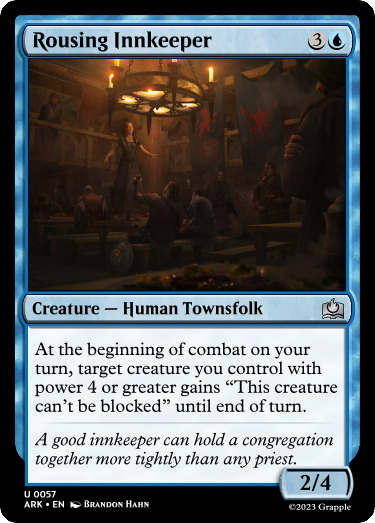 Rousing Innkeeper 3
Creature — Human Townsfolk
At the beginning of combat on your
turn, target creature you control with
power 4 or greater gains “This creature
can't be blocked” until end of turn.
A good innkeeper can hold a congregation
together more tightly than any priest.
2/4
U 0057
ARK • EN Brandon Hahn
©2023 Grapple